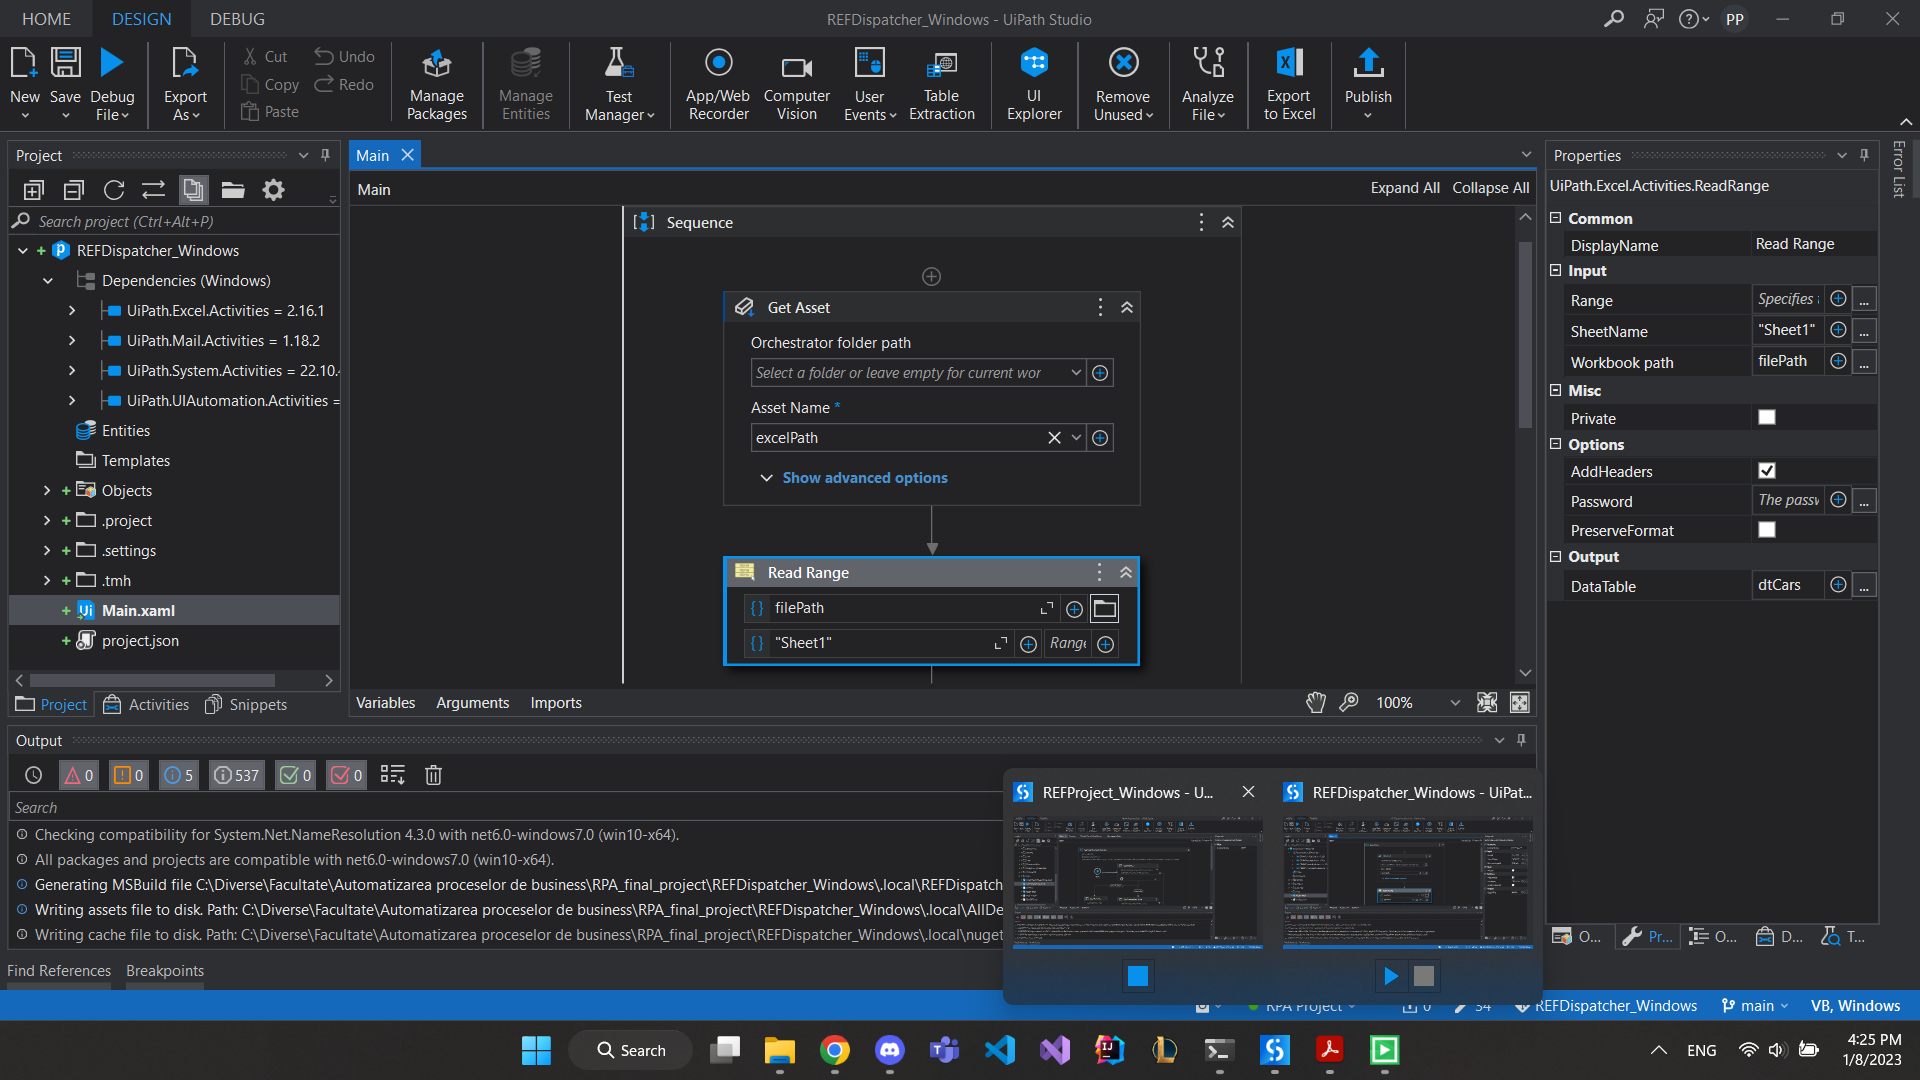 HOME
DESIGN
DEBUG
REFDispatcher_Windows - UiPath Studio
PP
New
Save
Debug File
Export As
Cut
Copy
Paste
Undo
Redo
Manage Packages
Manage Entities
Test Manager
App/Web Recorder
Computer Vision
User Events
Table Extraction
UI Explorer
Remove Unused
Analyze File
Export to Excel
Publish
Project
Search project (Ctrl+Alt+P)
REFDispatcher_Windows
Dependencies (Windows)
UiPath.Excel.Activities = 2.16.1
UiPath.Mail.Activities = 1.18.2
UiPath.System.Activities = 22.10.
UiPath.UIAutomation.Activities =
Entities
Templates
Objects
.project
.settings
.tmh
Main.xaml
project.json
Project
Activities
Snippets
Main
Main
Expand All
Collapse All
Sequence
Get Asset
Orchestrator folder path
Select a folder or leave empty for current wor
Asset Name *
excelPath
Show advanced options
Read Range
filePath
"Sheet1"
Range
Variables
Arguments
Imports
100%
Properties
UiPath.Excel.Activities.ReadRange
Common
DisplayName
Read Range
Input
Range
Specifies
...
SheetName
"Sheet1"
...
Workbook path
filePath
...
Misc
Private
Options
AddHeaders
Password
The passw
...
PreserveFormat
Output
DataTable
dtCars
...
Error List
O...
Pr...
O...
D...
T...
Output
0
0
5
537
0
0
Search
Checking compatibility for System.Net.NameResolution 4.3.0 with net6.0-windows7.0 (win10-x64).
All packages and projects are compatible with net6.0-windows7.0 (win10-x64).
Generating MSBuild file C:\Diverse\Facultate\Automatizarea proceselor de business\RPA_final_project\REFDispatcher_Windows\.local\REFDispatch
Writing assets file to disk. Path: C:\Diverse\Facultate\Automatizarea proceselor de business\RPA_final_project\REFDispatcher_Windows\.local\AllDe
Writing cache file to disk. Path: C:\Diverse\Facultate\Automatizarea proceselor de business\RPA_final_project\REFDispatcher_Windows\.local\nuget
REFProject_Windows - U...
REFDispatcher_Windows - UiPat...
Find References
Breakpoints
RPA Project
0
34
REFDispatcher_Windows
main
VB, Windows
Search
ENG
4:25 PM
1/8/2023